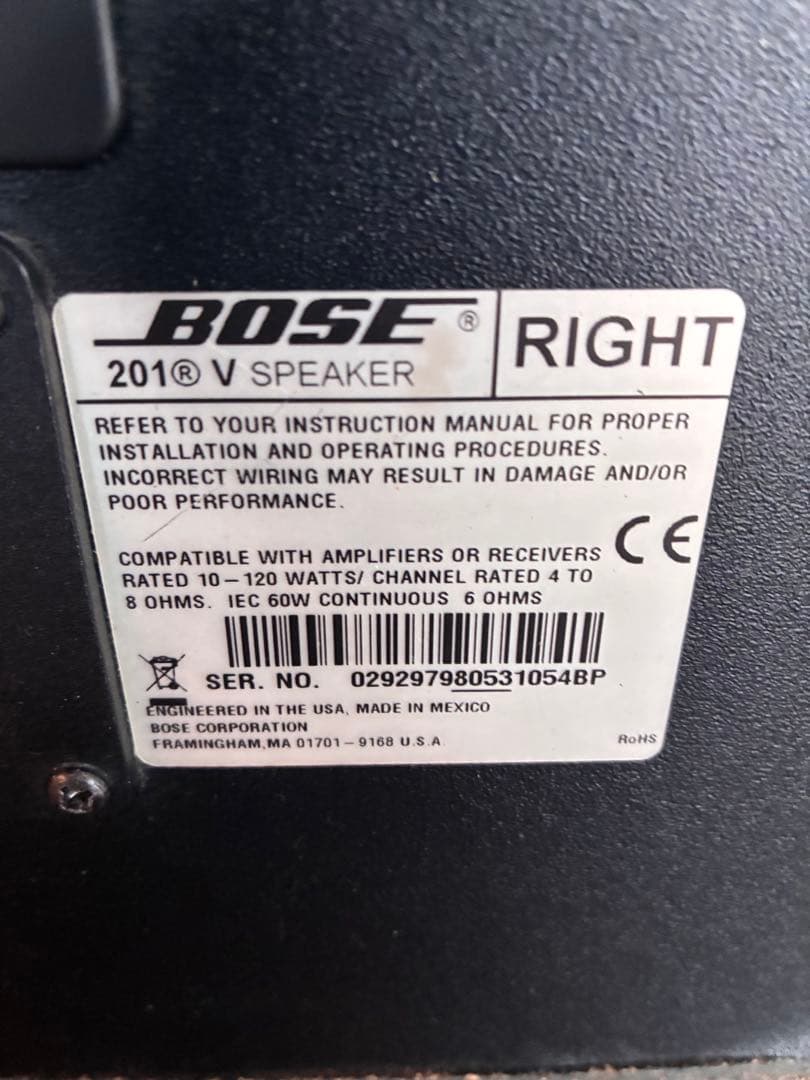 BOSE®
201® V SPEAKER
RIGHT
REFER TO YOUR INSTRUCTION MANUAL FOR PROPER
INSTALLATION AND OPERATING PROCEDURES.
INCORRECT WIRING MAY RESULT IN DAMAGE AND/OR
POOR PERFORMANCE.
COMPATIBLE WITH AMPLIFIERS OR RECEIVERS
RATED 10-120 WATTS/ CHANNEL RATED 4 TO
8 OHMS. IEC 60W CONTINUOUS 6 OHMS
CE
SER. NO. 029297980531054BP
ENGINEERED IN THE USA, MADE IN MEXICO
BOSE CORPORATION
FRAMINGHAM, MA 01701-9168 U.S.A
RoHS